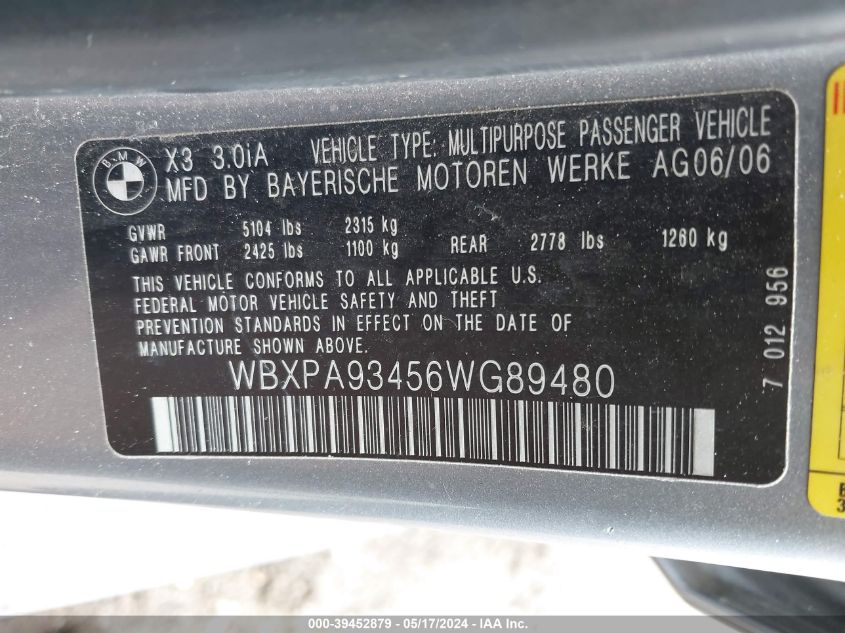 BMW
X3 3.0iA VEHICLE TYPE: MULTIPURPOSE PASSENGER VEHICLE
MFD BY BAYERISCHE MOTOREN WERKE AG06/06
GVWR 5104 lbs 2315 kg
GAWR FRONT 2425 lbs 1100 kg REAR 2778 lbs 1260 kg
THIS VEHICLE CONFORMS TO ALL APPLICABLE U.S.
FEDERAL MOTOR VEHICLE SAFETY AND THEFT
PREVENTION STANDARDS IN EFFECT ON THE DATE OF
MANUFACTURE SHOWN ABOVE.
WBXPA93456WG89480
7 012 956
000-39452879 - 05/17/2024 - IAA Inc.